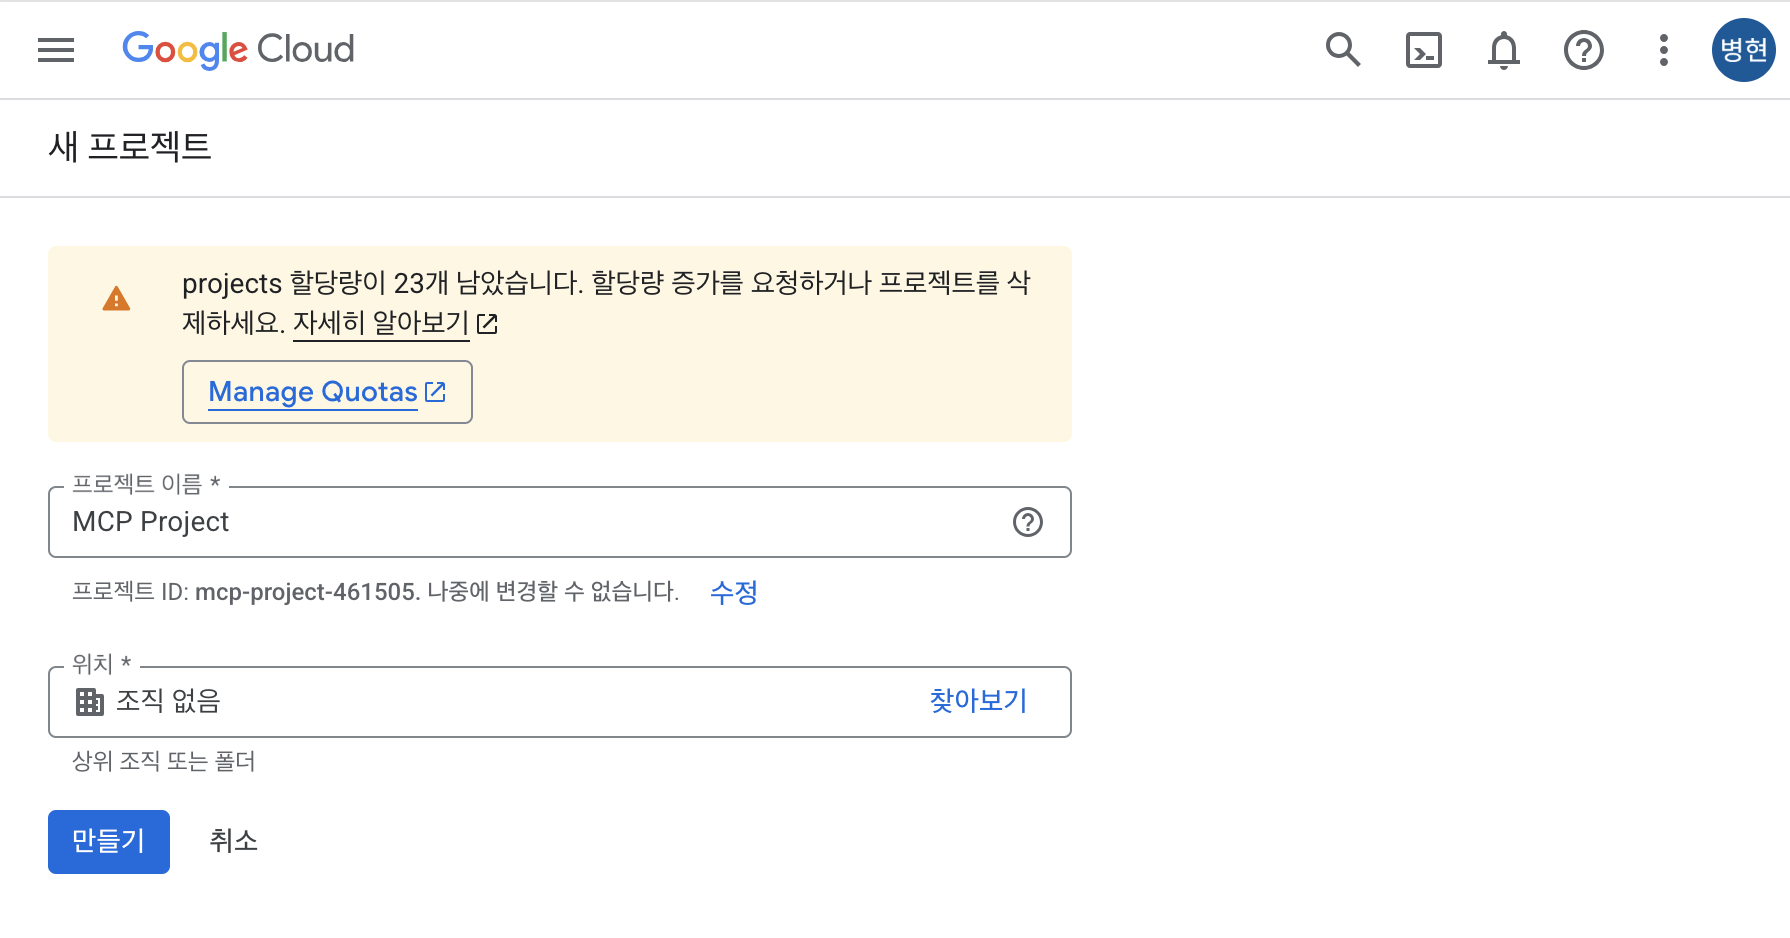 Google Cloud
병현
새 프로젝트
projects 할당량이 23개 남았습니다. 할당량 증가를 요청하거나 프로젝트를 삭
제하세요. 자세히 알아보기
Manage Quotas
프로젝트 이름 *
MCP Project
프로젝트 ID: mcp-project-461505. 나중에 변경할 수 없습니다. 수정
위치 *
조직 없음 찾아보기
상위 조직 또는 폴더
만들기 취소